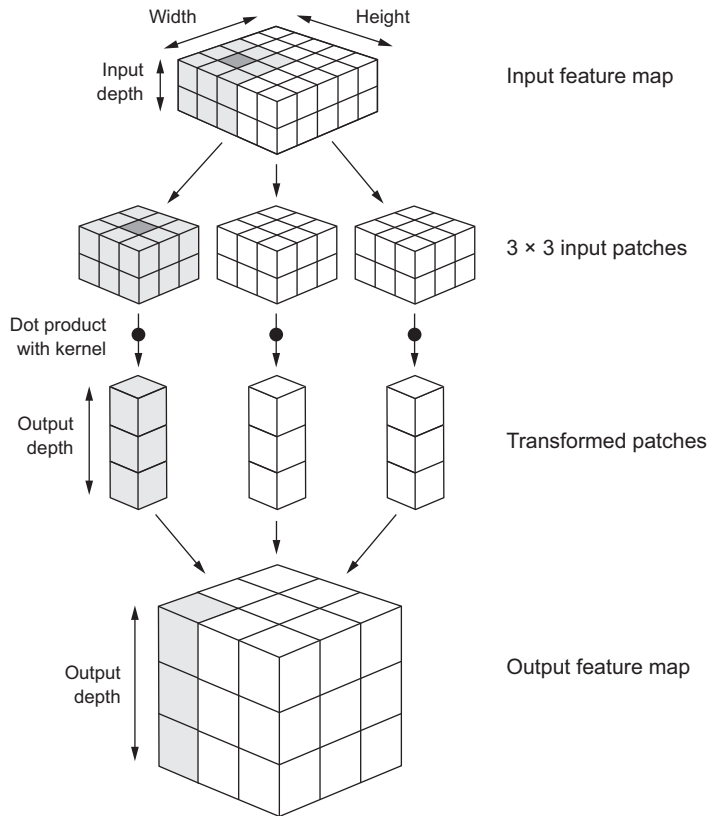 Width
Height
Input
depth
Input feature map
3 × 3 input patches
Dot product
with kernel
Output
depth
Transformed patches
Output
depth
Output feature map